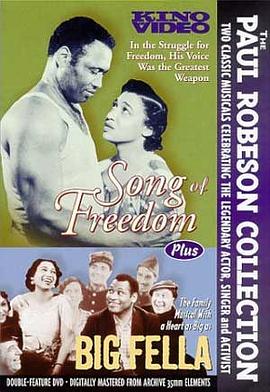 KINO
VIDEO
In the Struggle for
Freedom, His Voice
Was the Greatest
Weapon
Song of
Freedom
Plus
The Family
Musical With
a Heart as Big as
BIG FELLA
DOUBLE-FEATURE DVD · DIGITALLY MASTERED FROM ARCHIVE 35MM ELEMENTS
THE
PAUL ROBESON COLLECTION
TWO CLASSIC MUSICALS CELEBRATING THE LEGENDARY ACTOR, SINGER and ACTIVIST